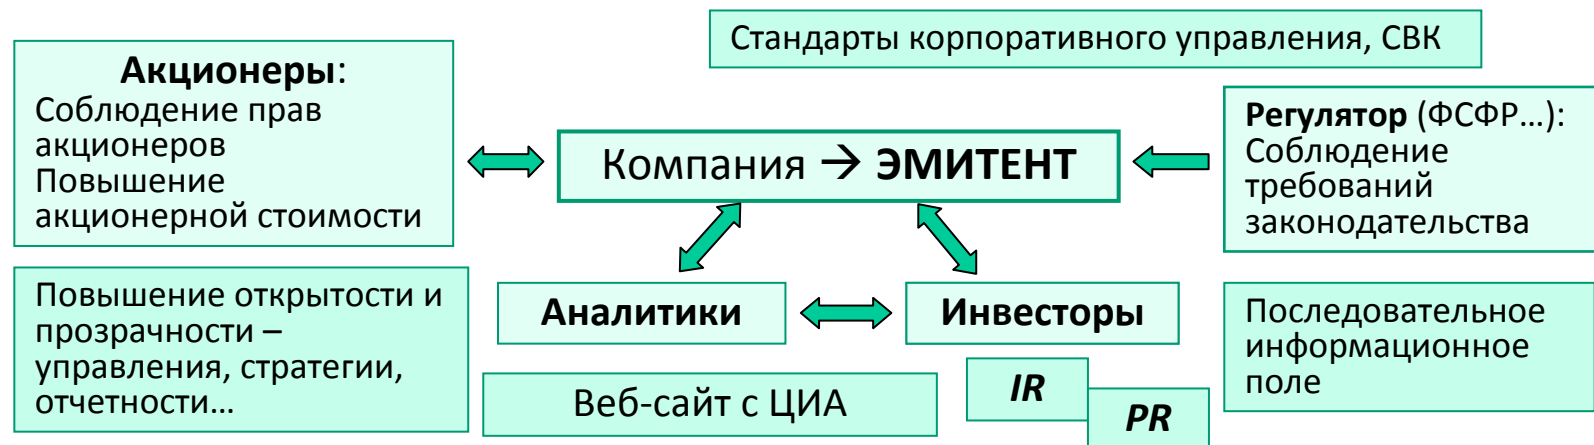 Стандарты корпоративного управления, СВК
Акционеры:
Соблюдение прав
акционеров
Повышение
акционерной стоимости
Компания → ЭМИТЕНТ
Регулятор (ФСФР...):
Соблюдение
требований
законодательства
Повышение открытости и
прозрачности –
управления, стратегии,
отчетности...
Аналитики
Инвесторы
Последовательное
информационное
поле
Веб-сайт с ЦИА
IR
PR